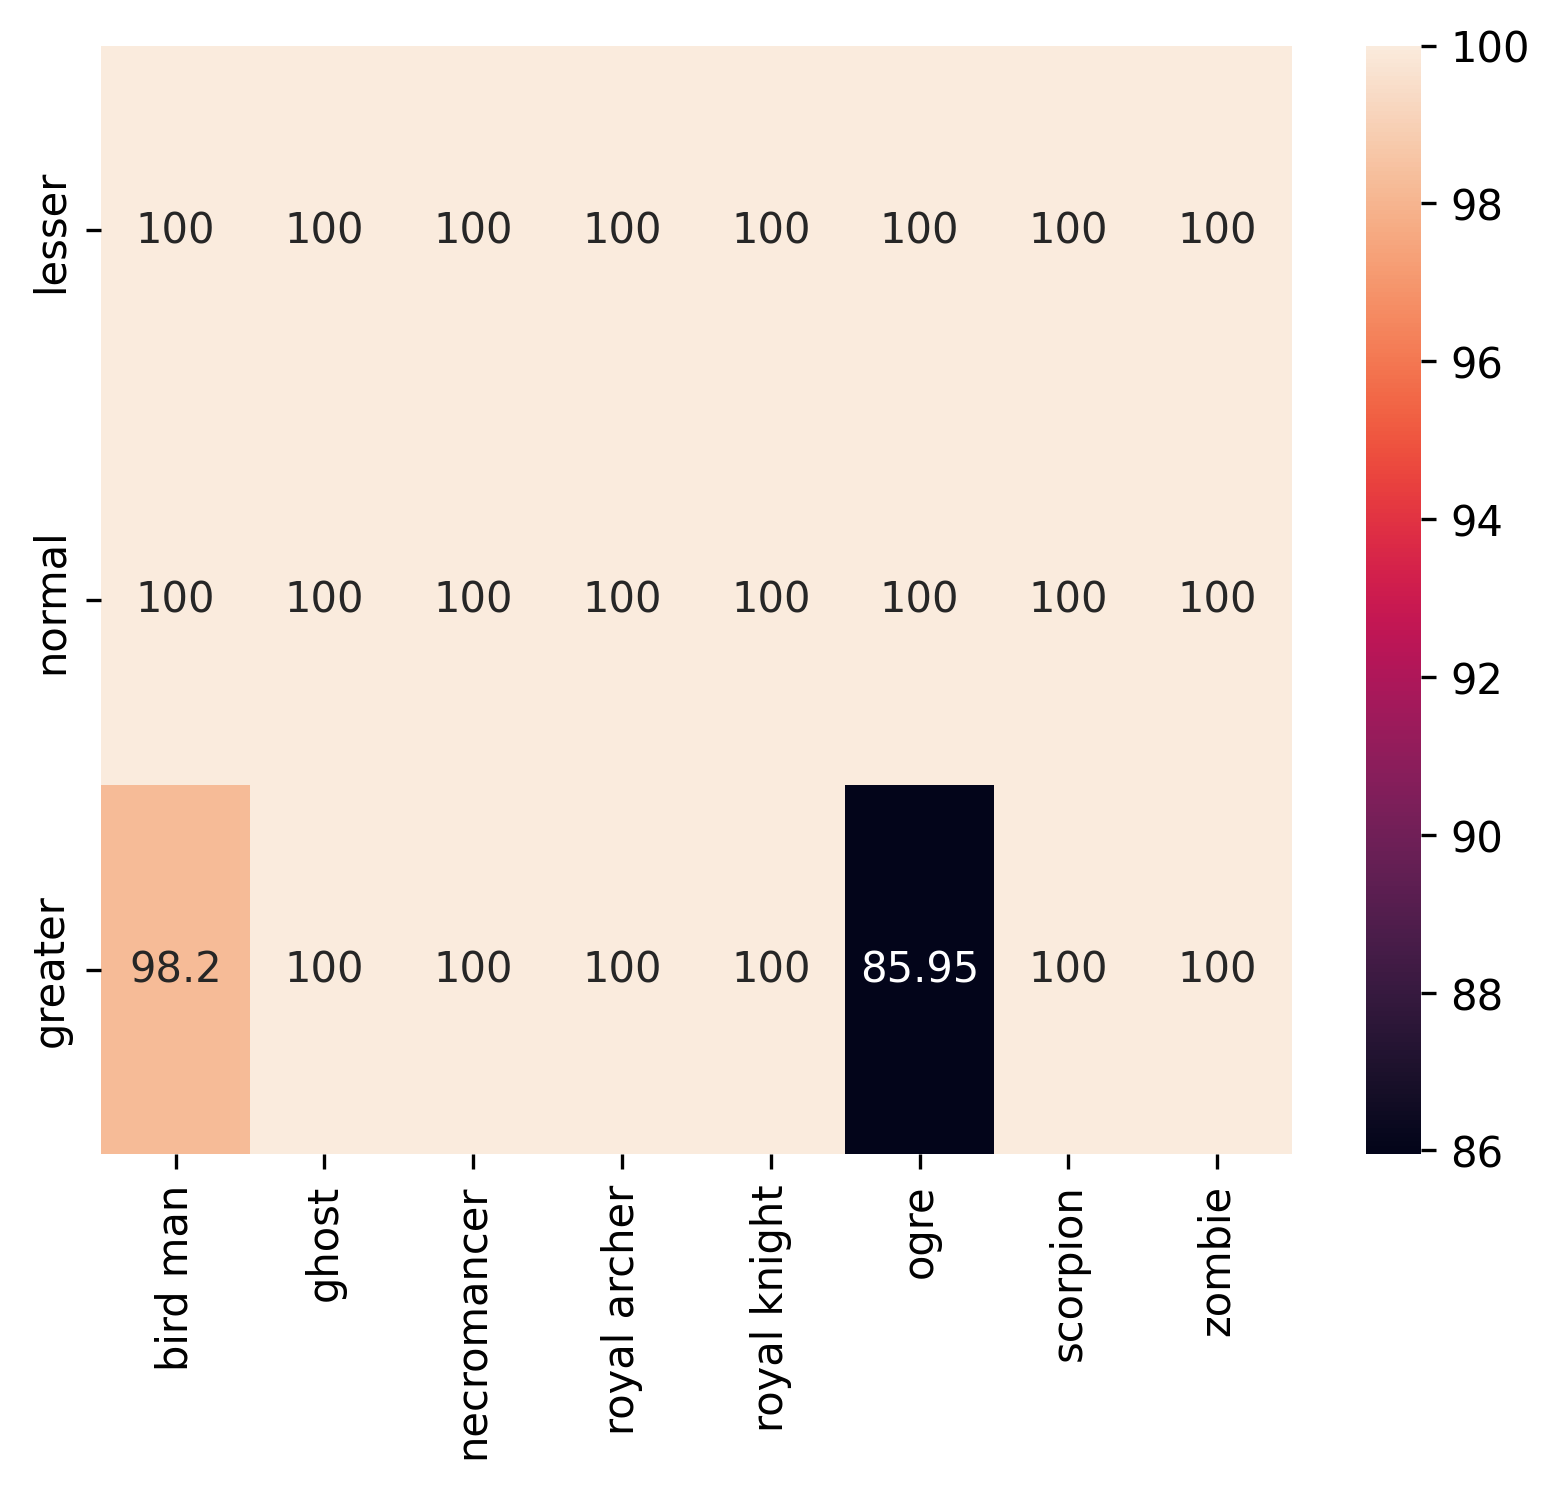 100
lesser 100 100 100 100 100 100 100 100
98
96
normal 100 100 100 100 100 100 100 100
94
92
90
greater 98.2 100 100 100 100 85.95 100 100
88
86
bird man ghost necromancer royal archer royal knight ogre scorpion zombie